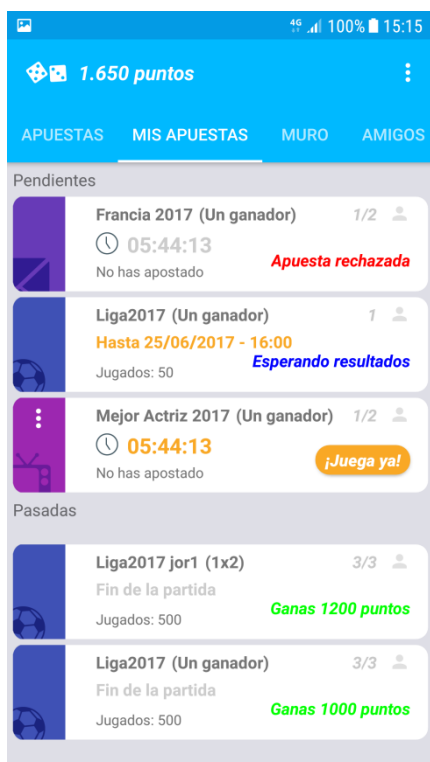 4G 100% 15:15
1.650 puntos
APUESTAS MIS APUESTAS MURO AMIGOS
Pendientes
Francia 2017 (Un ganador) 1/2
05:44:13
Apuesta rechazada
No has apostado
Liga2017 (Un ganador) 1
Hasta 25/06/2017 - 16:00
Esperando resultados
Jugados: 50
Mejor Actriz 2017 (Un ganador) 1/2
05:44:13
¡Juega ya!
No has apostado
Pasadas
Liga2017 jor1 (1x2) 3/3
Fin de la partida
Ganas 1200 puntos
Jugados: 500
Liga2017 (Un ganador) 3/3
Fin de la partida
Ganas 1000 puntos
Jugados: 500